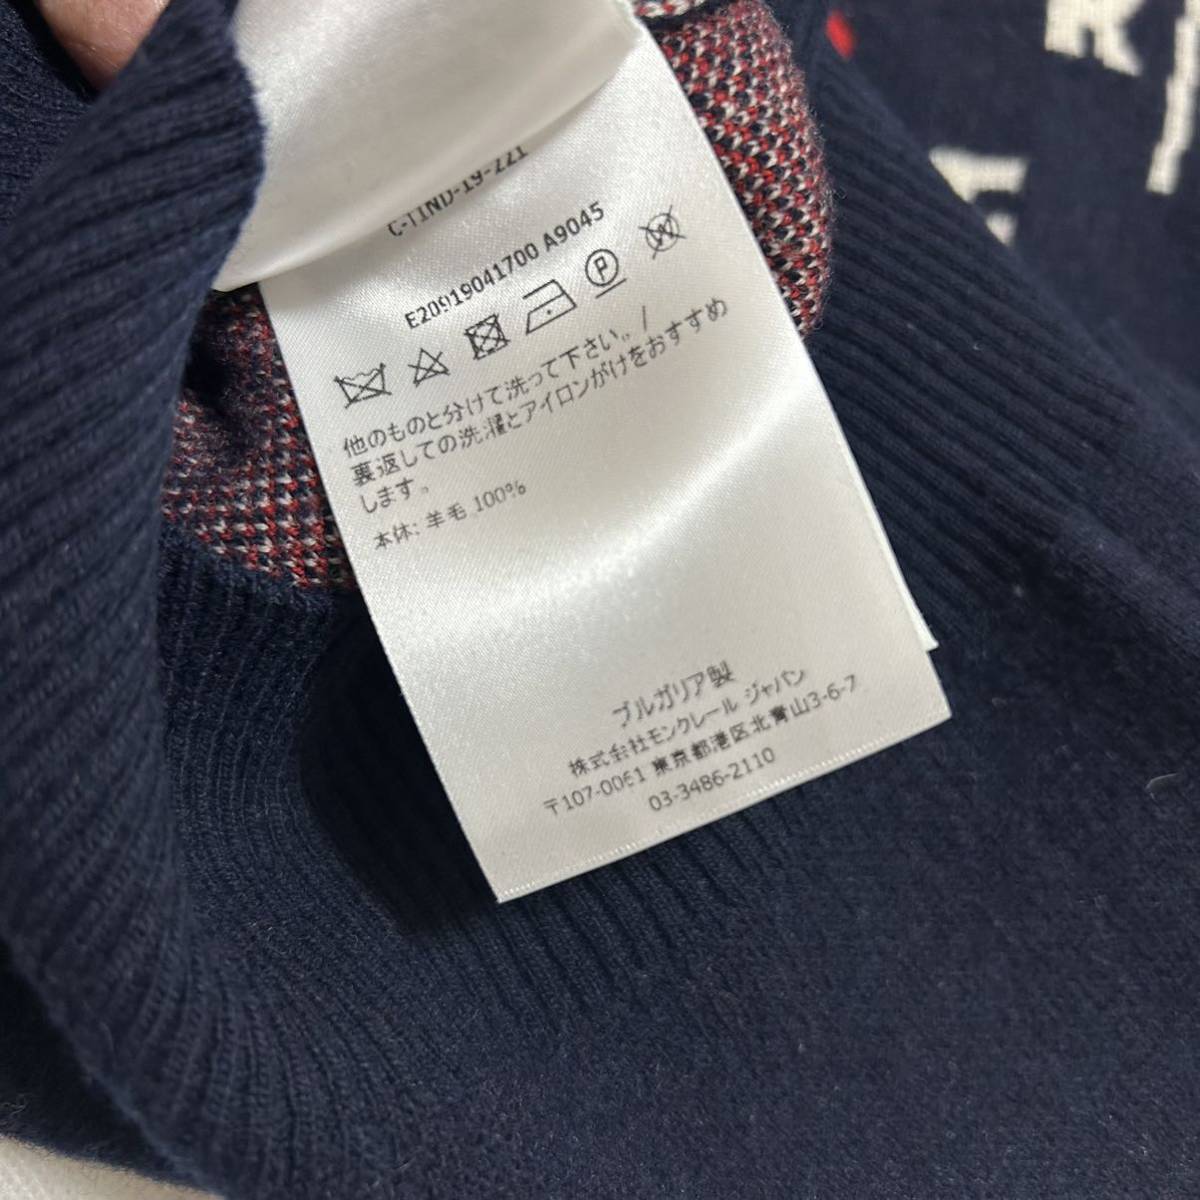 C-TIND-19-221
E20919041700 A9045
P W
他のものと分けて洗って下さい。/
裏返しての洗濯とアイロンがけをおすすめ
します。
本体: 羊毛 100%
ブルガリア製
株式会社モンクレール ジャパン
〒107-0061 東京都港区北青山3-6-7
03-3486-2110
R